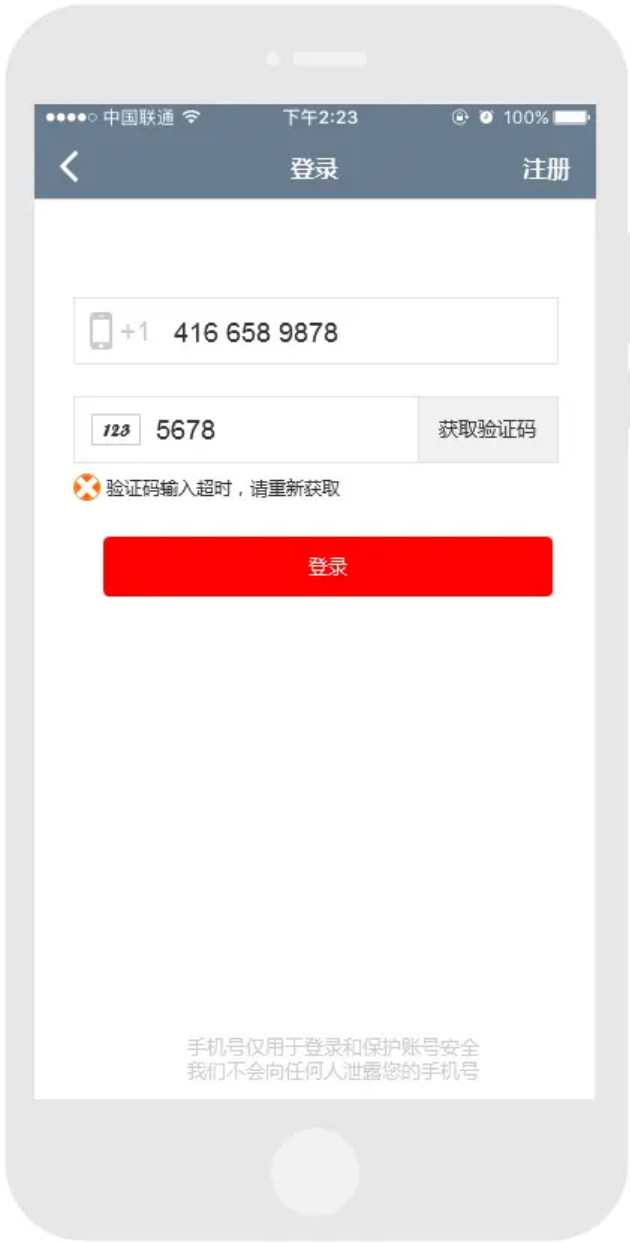 中国联通 下午2:23 100%
登录 注册
+1 416 658 9878
123 5678 获取验证码
验证码输入超时，请重新获取
登录
手机号仅用于登录和保护账号安全
我们不会向任何人泄露您的手机号